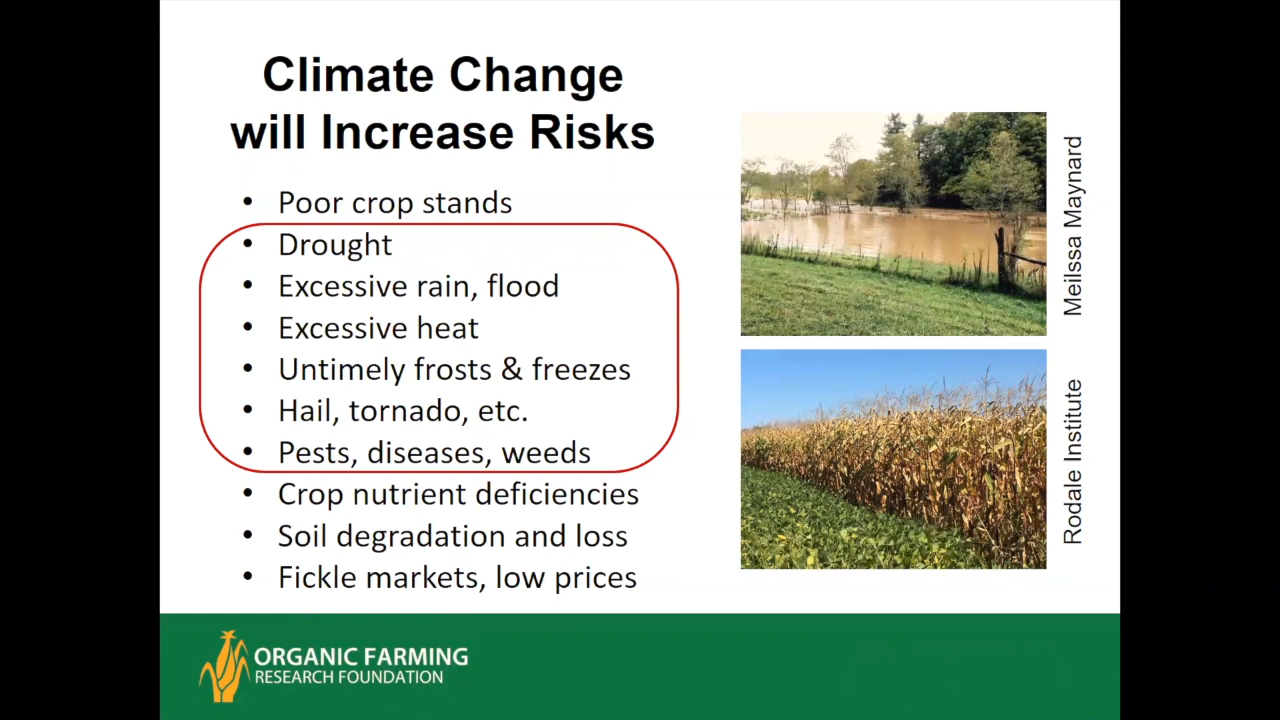 Climate Change
will Increase Risks
• Poor crop stands
• Drought
• Excessive rain, flood
• Excessive heat
• Untimely frosts & freezes
• Hail, tornado, etc.
• Pests, diseases, weeds
• Crop nutrient deficiencies
• Soil degradation and loss
• Fickle markets, low prices
Meilssa Maynard
Rodale Institute
ORGANIC FARMING
RESEARCH FOUNDATION